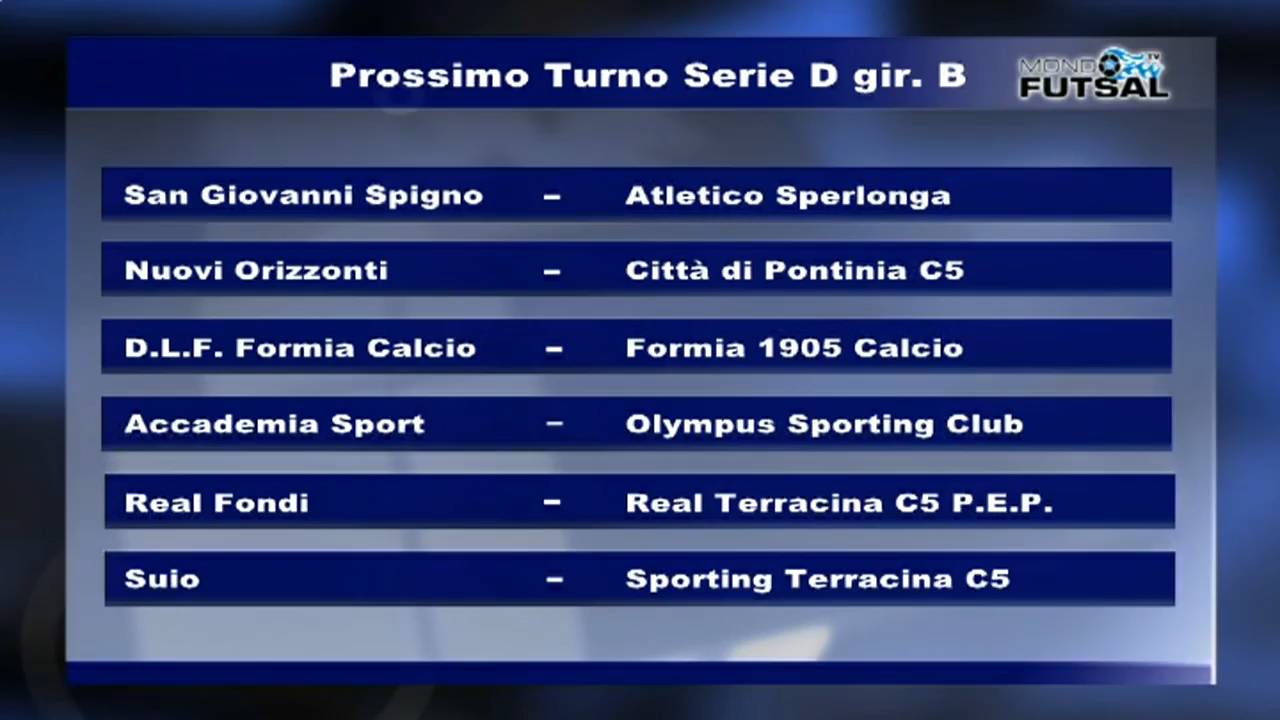 Prossimo Turno Serie D gir. B
MONDO TV
FUTSAL
San Giovanni Spigno – Atletico Sperlonga
Nuovi Orizzonti – Città di Pontinia C5
D.L.F. Formia Calcio – Formia 1905 Calcio
Accademia Sport – Olympus Sporting Club
Real Fondi – Real Terracina C5 P.E.P.
Suio – Sporting Terracina C5